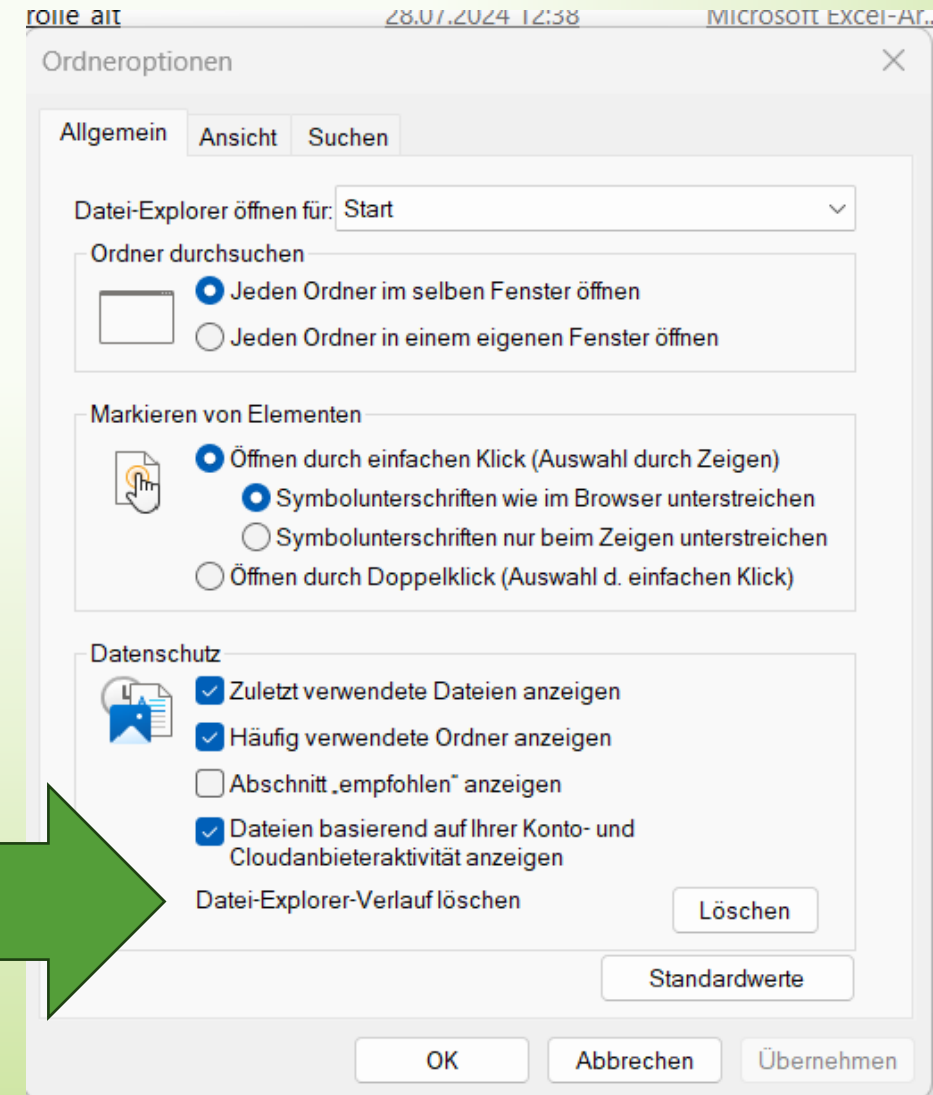 rolle alt 28.07.2024 12:38 Microsoft Excel-Ar...
Ordneroptionen
Allgemein Ansicht Suchen
Datei-Explorer öffnen für: Start
Ordner durchsuchen
Jeden Ordner im selben Fenster öffnen
Jeden Ordner in einem eigenen Fenster öffnen
Markieren von Elementen
Öffnen durch einfachen Klick (Auswahl durch Zeigen)
Symbolunterschriften wie im Browser unterstreichen
Symbolunterschriften nur beim Zeigen unterstreichen
Öffnen durch Doppelklick (Auswahl d. einfachen Klick)
Datenschutz
Zuletzt verwendete Dateien anzeigen
Häufig verwendete Ordner anzeigen
Abschnitt „empfohlen“ anzeigen
Dateien basierend auf Ihrer Konto- und
Cloudanbieteraktivität anzeigen
Datei-Explorer-Verlauf löschen Löschen
Standardwerte
OK Abbrechen Übernehmen